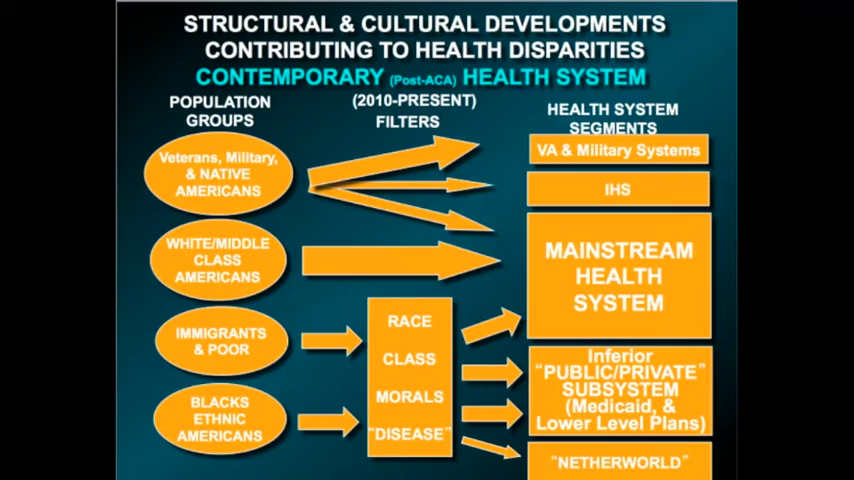 STRUCTURAL & CULTURAL DEVELOPMENTS
CONTRIBUTING TO HEALTH DISPARITIES
CONTEMPORARY (Post-ACA) HEALTH SYSTEM
POPULATION
GROUPS
(2010-PRESENT)
FILTERS
HEALTH SYSTEM
SEGMENTS
Veterans, Military,
& NATIVE
AMERICANS
WHITE/MIDDLE
CLASS
AMERICANS
IMMIGRANTS
& POOR
BLACKS
ETHNIC
AMERICANS
RACE
CLASS
MORALS
"DISEASE"
VA & Military Systems
IHS
MAINSTREAM
HEALTH
SYSTEM
Inferior
"PUBLIC/PRIVATE"
SUBSYSTEM
(Medicaid, &
Lower Level Plans)
"NETHERWORLD"